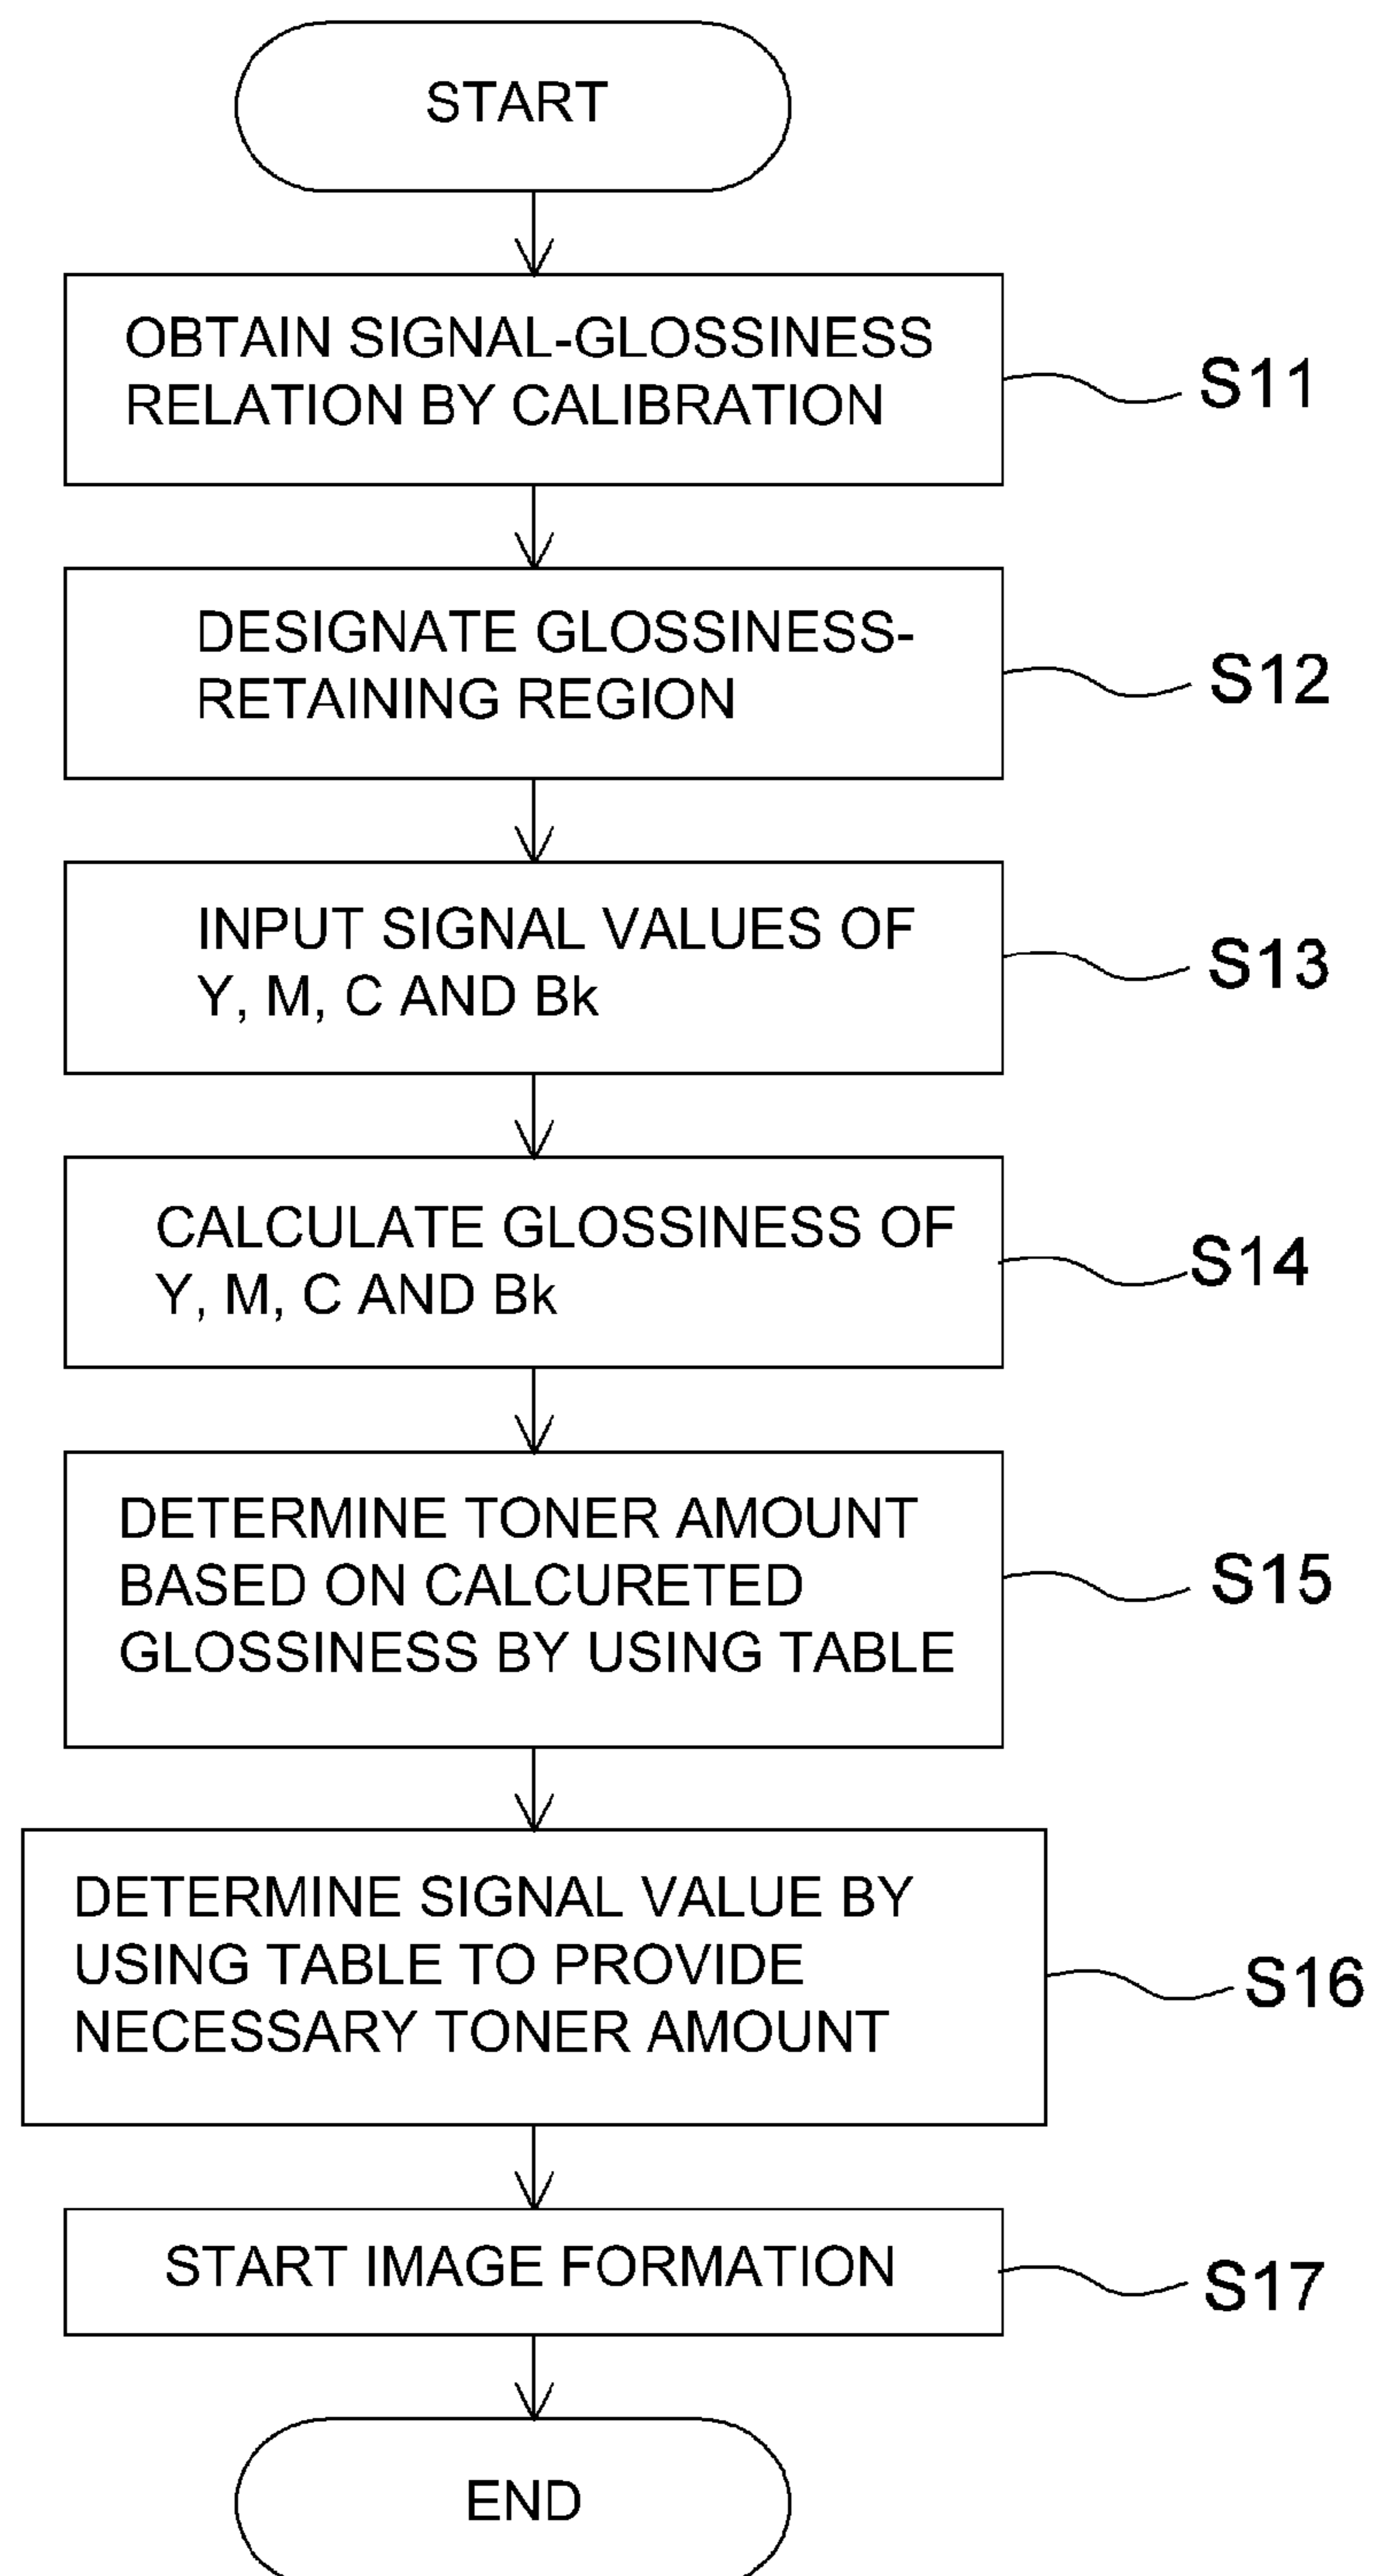 START
OBTAIN SIGNAL-GLOSSINESS
RELATION BY CALIBRATION
S11
DESIGNATE GLOSSINESS-
RETAINING REGION
S12
INPUT SIGNAL VALUES OF
Y, M, C AND Bk
S13
CALCULATE GLOSSINESS OF
Y, M, C AND Bk
S14
DETERMINE TONER AMOUNT
BASED ON CALCURETED
GLOSSINESS BY USING TABLE
S15
DETERMINE SIGNAL VALUE BY
USING TABLE TO PROVIDE
NECESSARY TONER AMOUNT
S16
START IMAGE FORMATION
S17
END